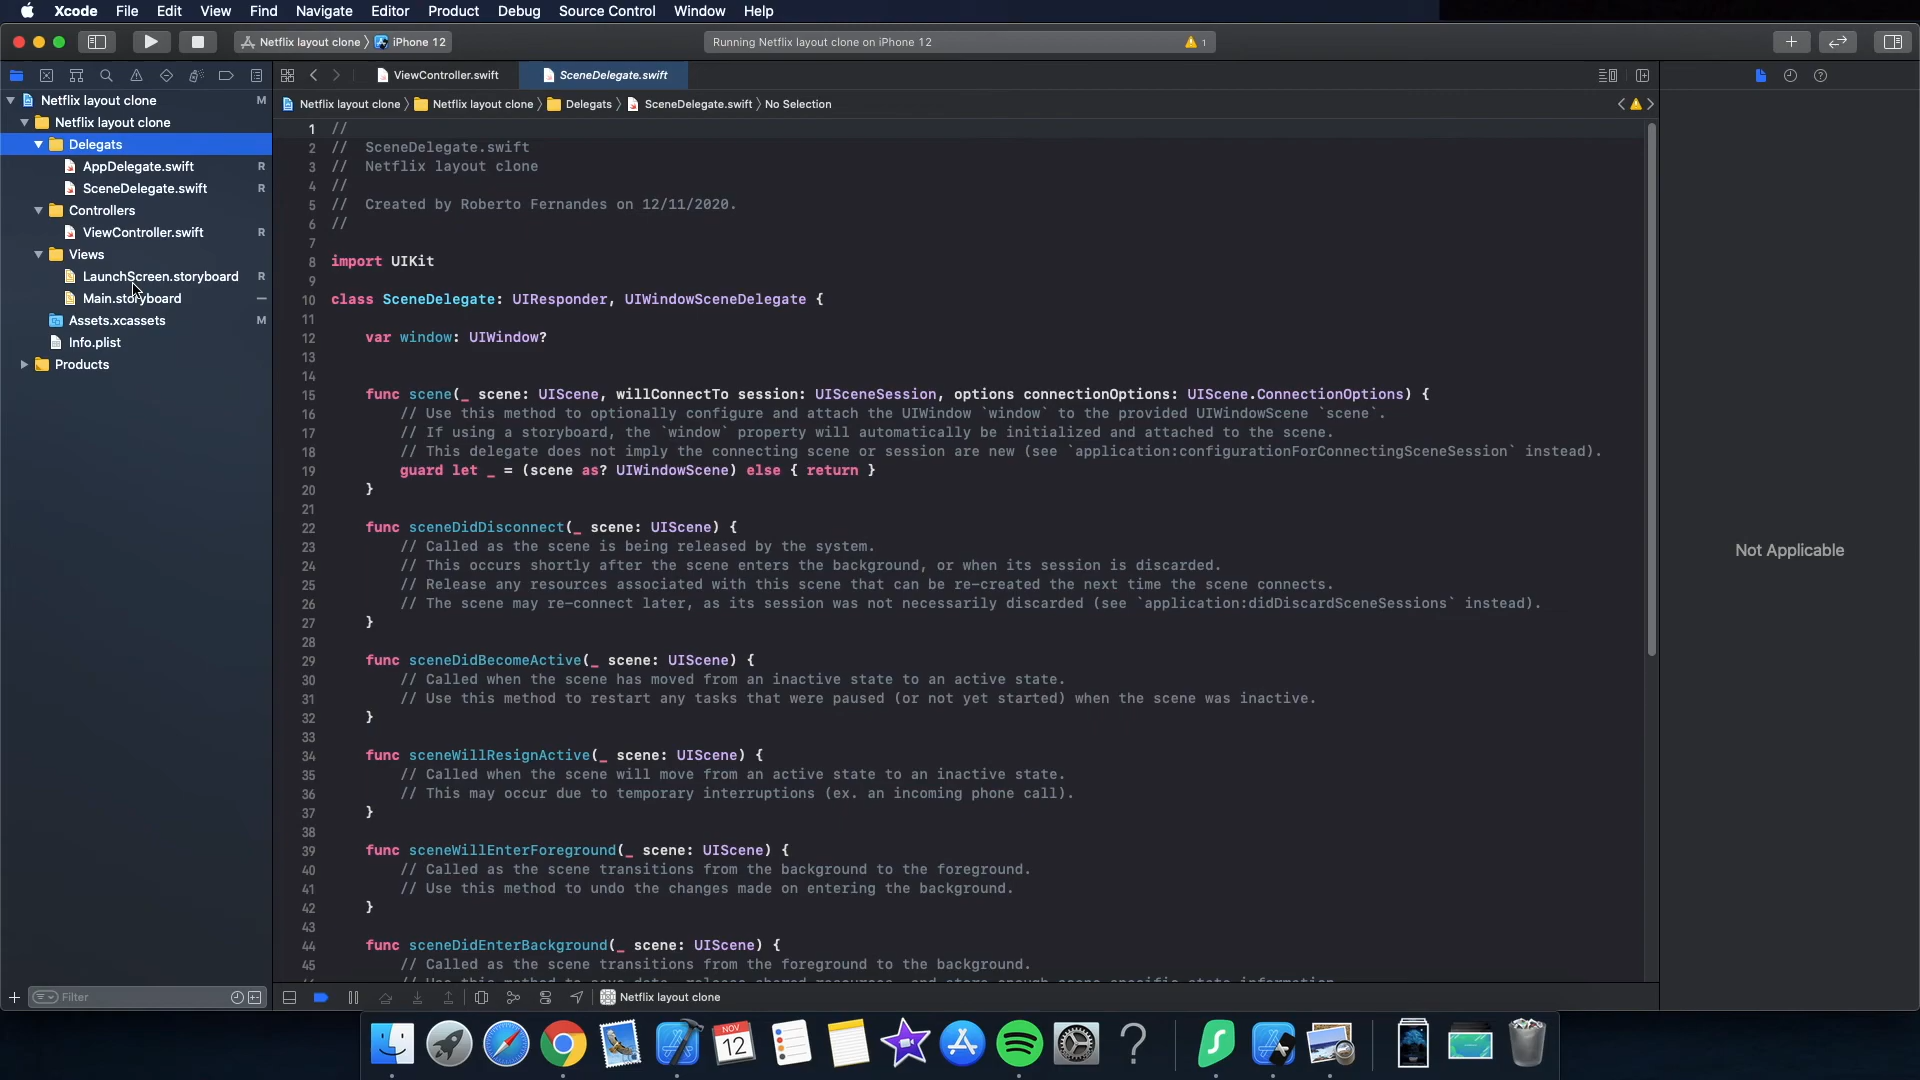 Xcode File Edit View Find Navigate Editor Product Debug Source Control Window Help
Netflix layout clone iPhone 12
Running Netflix layout clone on iPhone 12
1
ViewController.swift
SceneDelegate.swift
Netflix layout clone Netflix layout clone Delegats SceneDelegate.swift No Selection
Netflix layout clone M
Netflix layout clone
Delegats
AppDelegate.swift R
SceneDelegate.swift R
Controllers
ViewController.swift R
Views
LaunchScreen.storyboard R
Main.storyboard
Assets.xcassets M
Info.plist
Products
1 //
2 // SceneDelegate.swift
3 // Netflix layout clone
4 //
5 // Created by Roberto Fernandes on 12/11/2020.
6 //
7
8 import UIKit
9
10 class SceneDelegate: UIResponder, UIWindowSceneDelegate {
11
12 var window: UIWindow?
13
14
15 func scene(_ scene: UIScene, willConnectTo session: UISceneSession, options connectionOptions: UIScene.ConnectionOptions) {
16 // Use this method to optionally configure and attach the UIWindow `window` to the provided UIWindowScene `scene`.
17 // If using a storyboard, the `window` property will automatically be initialized and attached to the scene.
18 // This delegate does not imply the connecting scene or session are new (see `application:configurationForConnectingSceneSession` instead).
19 guard let _ = (scene as? UIWindowScene) else { return }
20 }
21
22 func sceneDidDisconnect(_ scene: UIScene) {
23 // Called as the scene is being released by the system.
24 // This occurs shortly after the scene enters the background, or when its session is discarded.
25 // Release any resources associated with this scene that can be re-created the next time the scene connects.
26 // The scene may re-connect later, as its session was not necessarily discarded (see `application:didDiscardSceneSessions` instead).
27 }
28
29 func sceneDidBecomeActive(_ scene: UIScene) {
30 // Called when the scene has moved from an inactive state to an active state.
31 // Use this method to restart any tasks that were paused (or not yet started) when the scene was inactive.
32 }
33
34 func sceneWillResignActive(_ scene: UIScene) {
35 // Called when the scene will move from an active state to an inactive state.
36 // This may occur due to temporary interruptions (ex. an incoming phone call).
37 }
38
39 func sceneWillEnterForeground(_ scene: UIScene) {
40 // Called as the scene transitions from the background to the foreground.
41 // Use this method to undo the changes made on entering the background.
42 }
43
44 func sceneDidEnterBackground(_ scene: UIScene) {
45 // Called as the scene transitions from the foreground to the background.
Not Applicable
Filter
Netflix layout clone
NOV
12